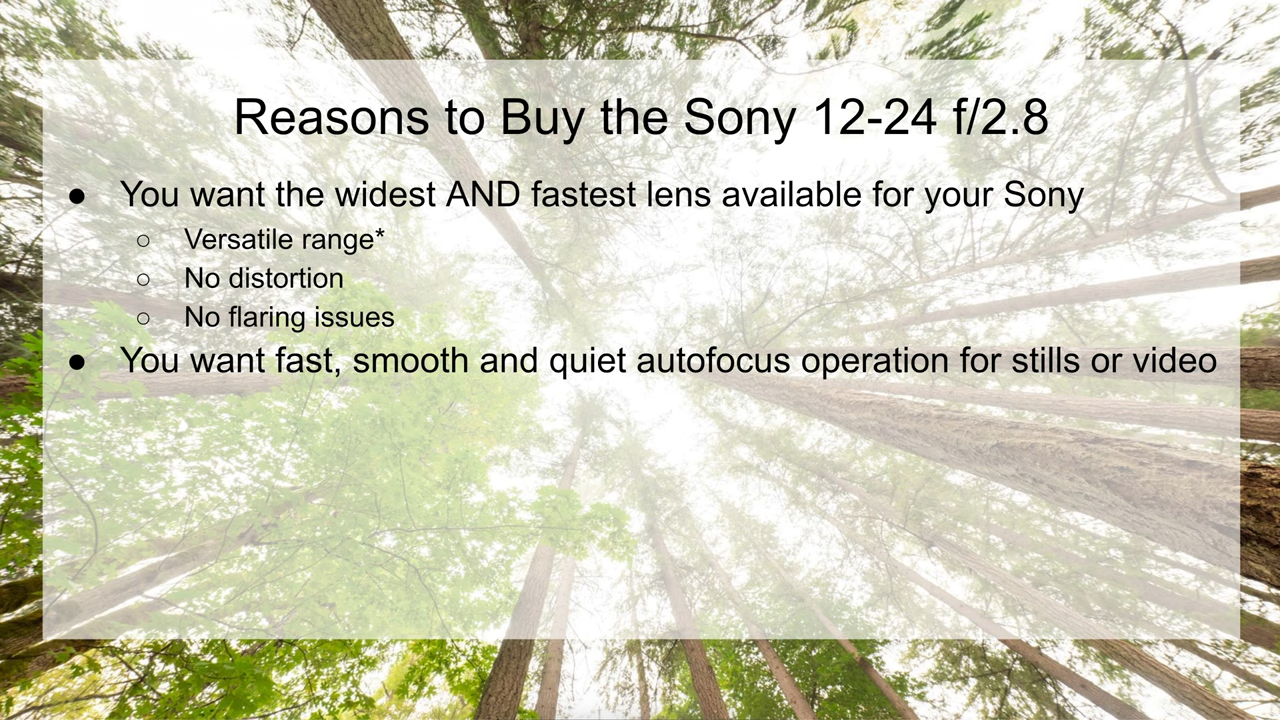 Reasons to Buy the Sony 12-24 f/2.8
● You want the widest AND fastest lens available for your Sony
○ Versatile range*
○ No distortion
○ No flaring issues
● You want fast, smooth and quiet autofocus operation for stills or video